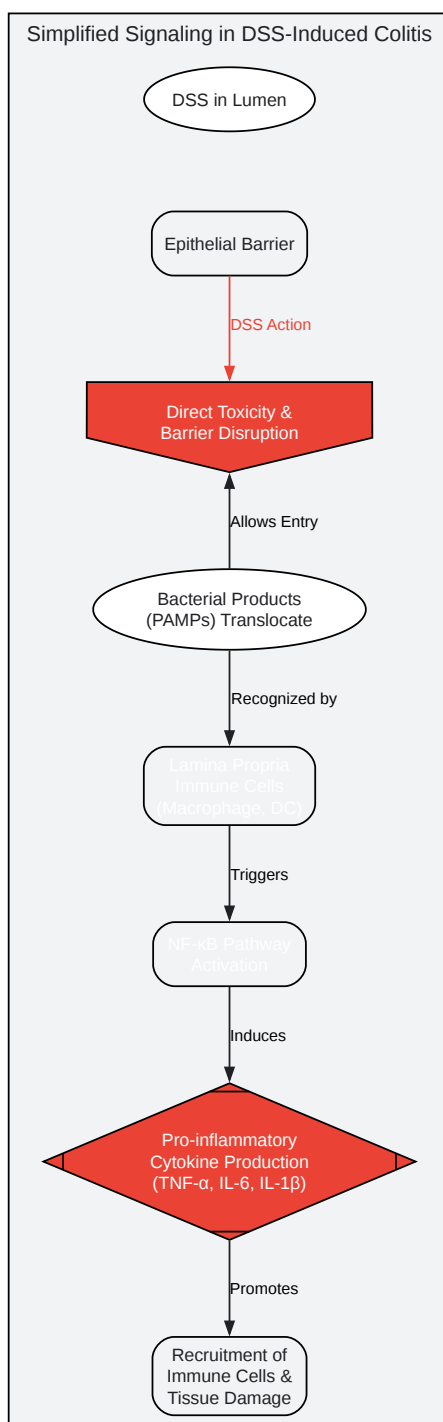 Simplified Signaling in DSS-Induced Colitis
DSS in Lumen
Epithelial Barrier
DSS Action
Direct Toxicity &
Barrier Disruption
Allows Entry
Bacterial Products
(PAMPs) Translocate
Recognized by
Lamina Propria
Immune Cells
(Macrophage, DC)
Triggers
NF-κB Pathway
Activation
Induces
Pro-inflammatory
Cytokine Production
(TNF-α, IL-6, IL-1β)
Promotes
Recruitment of
Immune Cells &
Tissue Damage